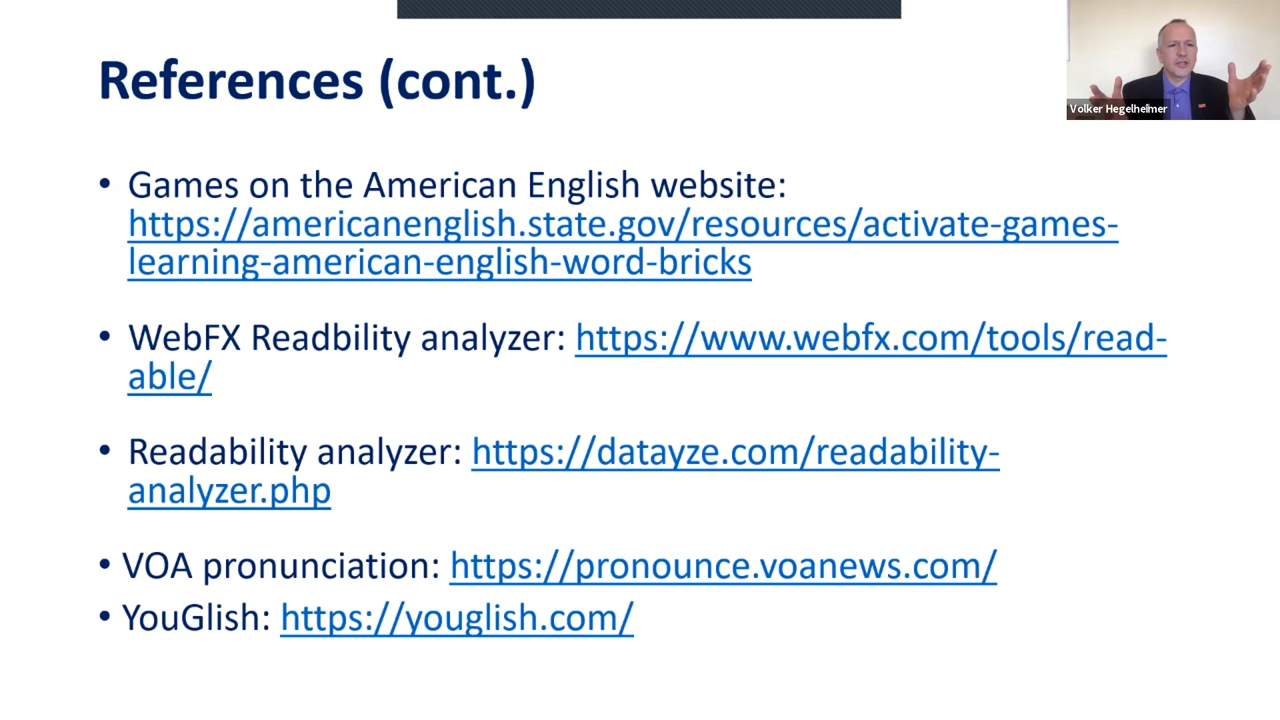 References (cont.)
Volker Hegelheimer
• Games on the American English website:
https://americanenglish.state.gov/resources/activate-games-
learning-american-english-word-bricks
• WebFX Readbility analyzer: https://www.webfx.com/tools/read-
able/
• Readability analyzer: https://datayze.com/readability-
analyzer.php
• VOA pronunciation: https://pronounce.voanews.com/
• YouGlish: https://youglish.com/